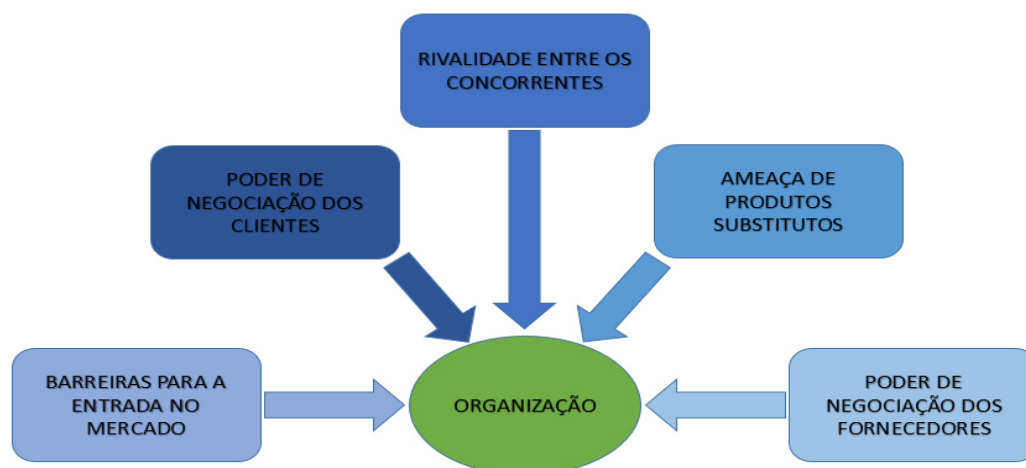 RIVALIDADE ENTRE OS
CONCORRENTES
PODER DE
NEGOCIAÇÃO DOS
CLIENTES
AMEAÇA DE
PRODUTOS
SUBSTITUTOS
BARREIRAS PARA A
ENTRADA NO
MERCADO
ORGANIZAÇÃO
PODER DE
NEGOCIAÇÃO DOS
FORNECEDORES